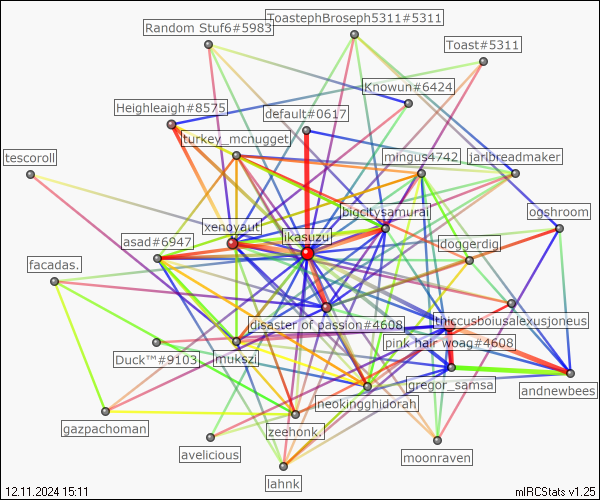 ToastephBroseph5311#5311
Random Stuf6#5983
Toast#5311
Knowun#6424
Heighleaigh#8575
default#0617
turkey_mcnugget
mingus4742
jaribreadmaker
tescoroll
bigcitysamurai
ogshroom
xenoyaut
ikasuzu
asad#6947
doggerdig
facadas.
thiccusboiusalexusjoneus
disaster of passion#4608
pink hair woag#4608
Duck™#9103
mukszi
gregor_samsa
andnewbees
neokingghidorah
gazpachoman
zeehonk.
avelicious
moonraven
lahnk
12.11.2024 15:11
mIRCStats v1.25